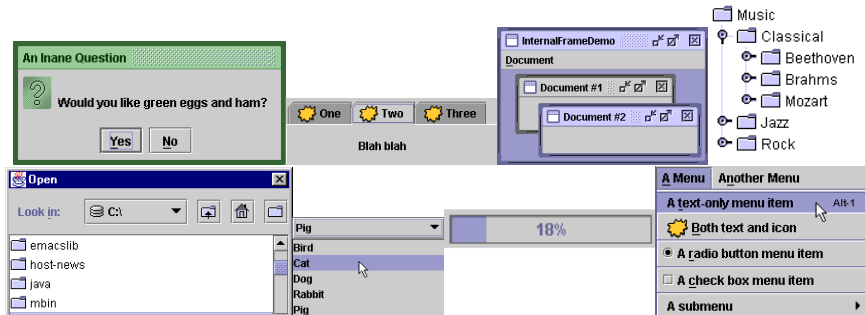 An Inane Question
Would you like green eggs and ham?
Yes No
One Two Three
Blah blah
InternalFrameDemo
Document
Document #1
Document #2
Music
Classical
Beethoven
Brahms
Mozart
Jazz
Rock
Open
Look in: C:\
emacslib
host-news
java
mbin
Pig
Bird
Cat
Dog
Rabbit
Pig
18%
A Menu Another Menu
A text-only menu item Alt-1
Both text and icon
A radio button menu item
A check box menu item
A submenu